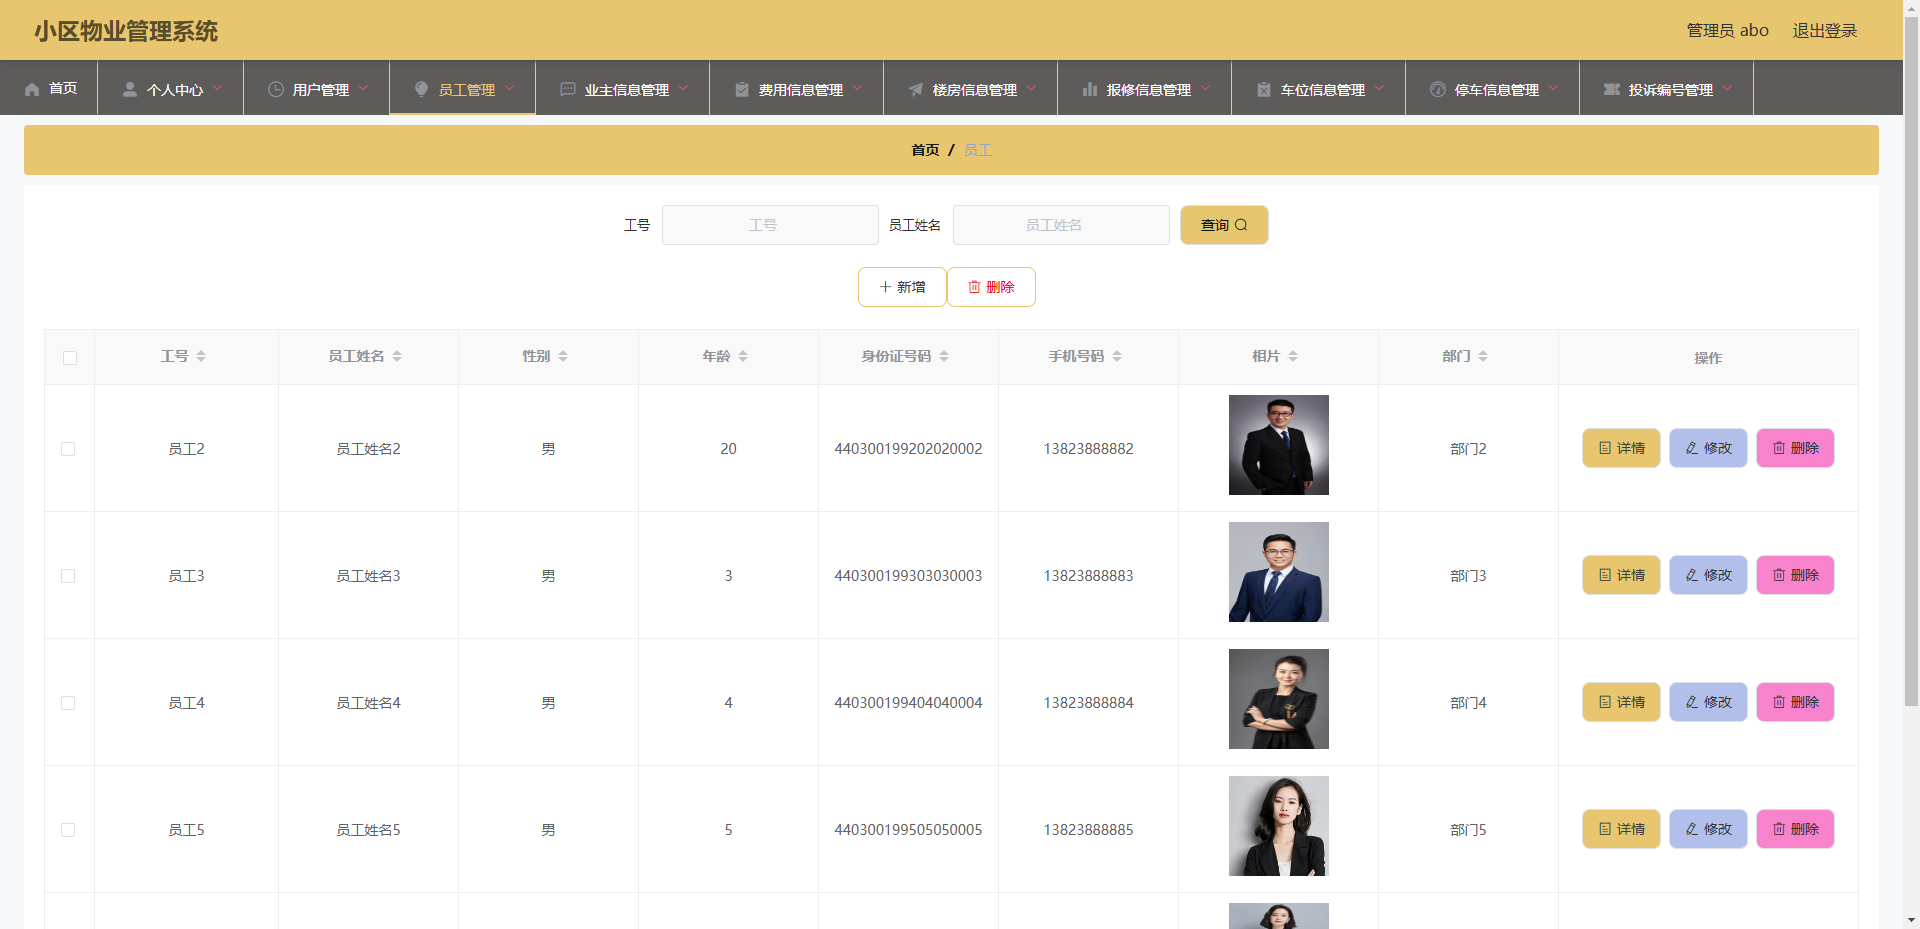 小区物业管理系统
管理员 abo 退出登录
首页 个人中心 用户管理 员工管理 业主信息管理 费用信息管理 楼房信息管理 报修信息管理 车位信息管理 停车信息管理 投诉编号管理
首页 / 员工
工号 工号 员工姓名 员工姓名 查询
新增 删除
工号 员工姓名 性别 年龄 身份证号码 手机号码 相片 部门 操作
员工2 员工姓名2 男 20 440300199202020002 13823888882 部门2 详情 修改 删除
员工3 员工姓名3 男 3 440300199303030003 13823888883 部门3 详情 修改 删除
员工4 员工姓名4 男 4 440300199404040004 13823888884 部门4 详情 修改 删除
员工5 员工姓名5 男 5 440300199505050005 13823888885 部门5 详情 修改 删除